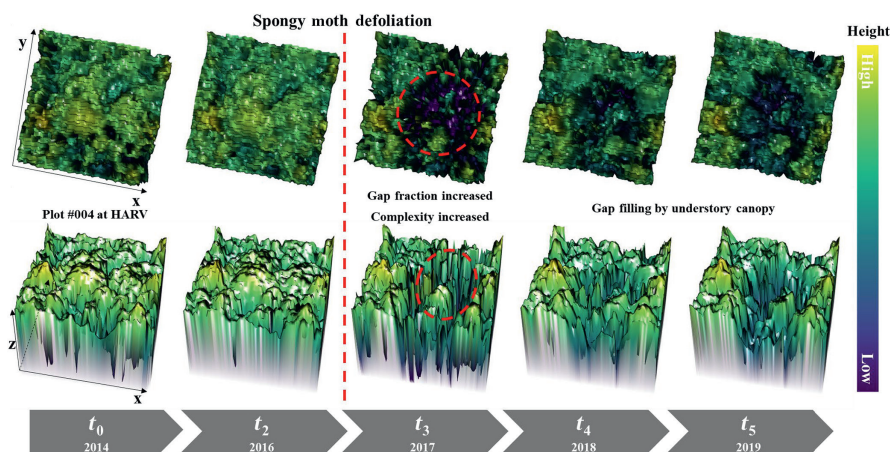 Spongy moth defoliation
Height
y
High
x
Gap fraction increased
Plot #004 at HARV
Complexity increased
Gap filling by understory canopy
z
Low
x
t0
t2
t3
t4
t5
2014
2016
2017
2018
2019